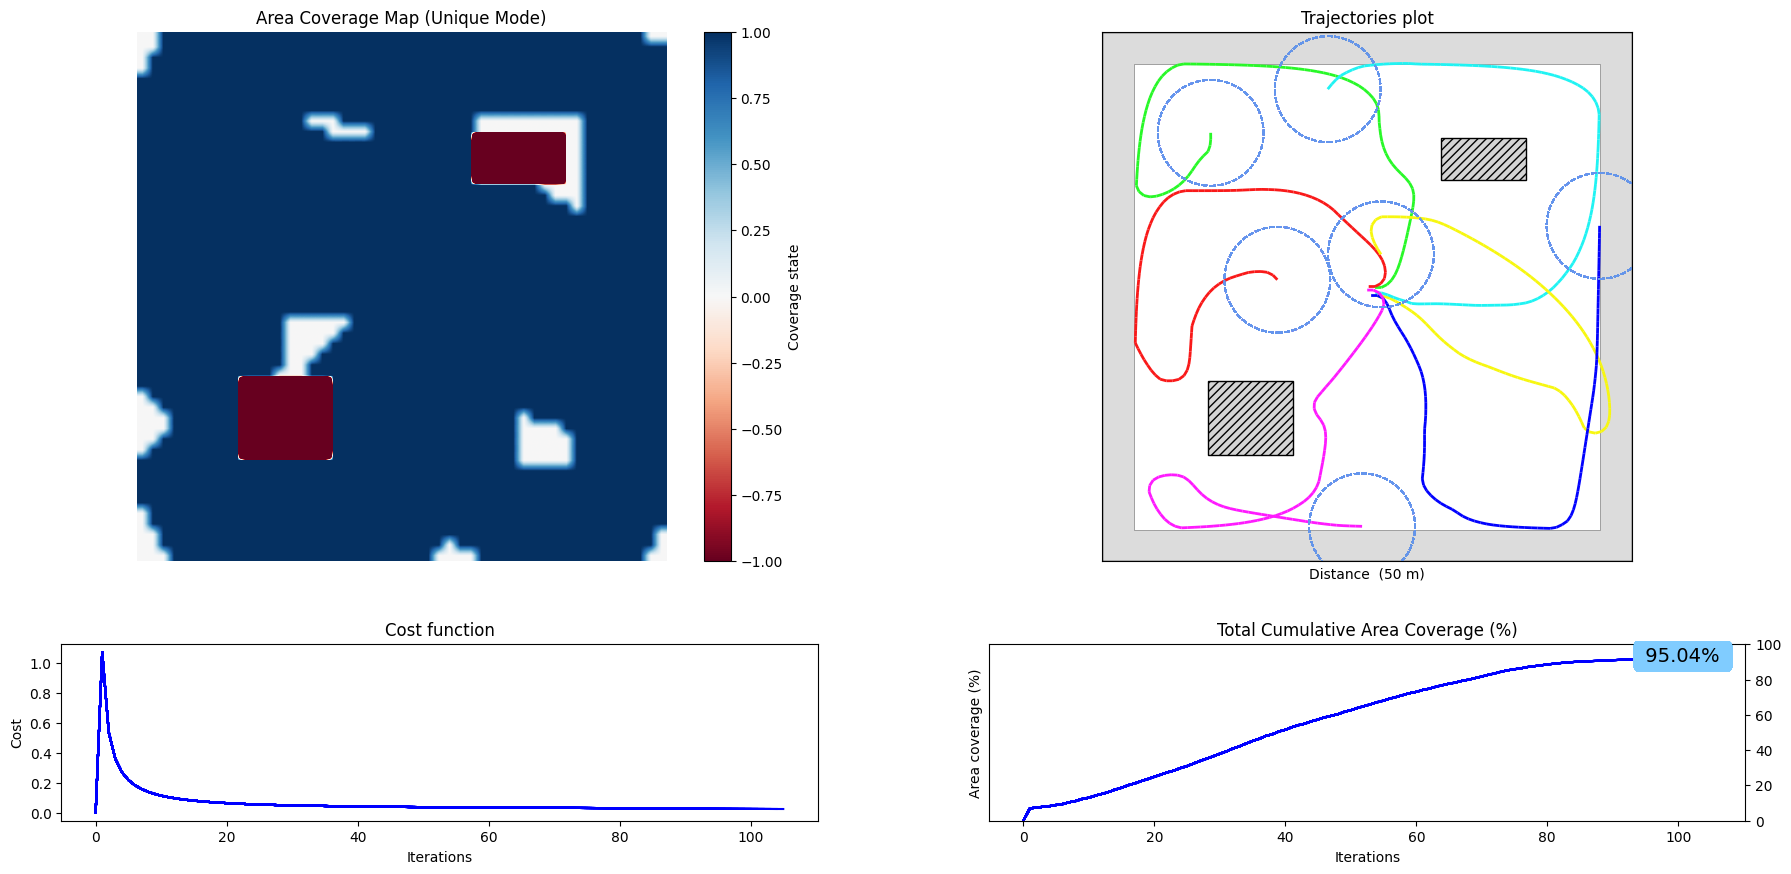 Area Coverage Map (Unique Mode)
1.00
0.75
0.50
0.25
0.00
−0.25
−0.50
−0.75
−1.00
Coverage state
Trajectories plot
Distance  (50 m)
Cost function
1.0
0.8
0.6
0.4
0.2
0.0
Cost
0 20 40 60 80 100
Iterations
Total Cumulative Area Coverage (%)
95.04%
Area coverage (%)
100
80
60
40
20
0
0 20 40 60 80 100
Iterations